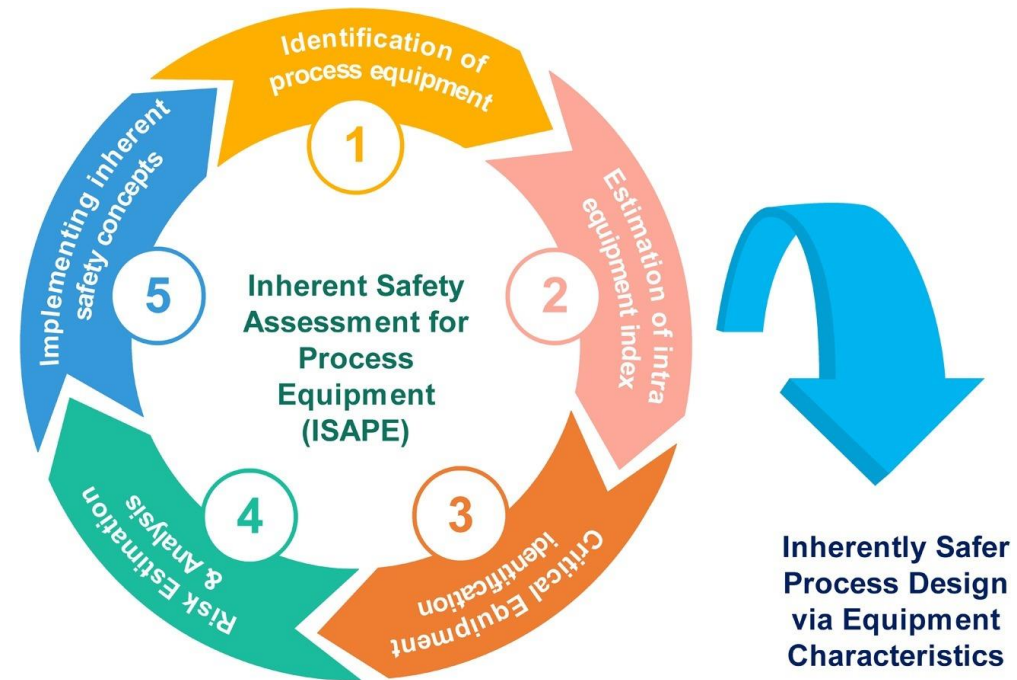 Identification of
process equipment
1
Estimation of intra
equipment index
2
Critical Equipment
identification
3
Risk Estimation
& Analysis
4
Implementing inherent
safety concepts
5
Inherent Safety
Assessment for
Process
Equipment
(ISAPE)
Inherently Safer
Process Design
via Equipment
Characteristics